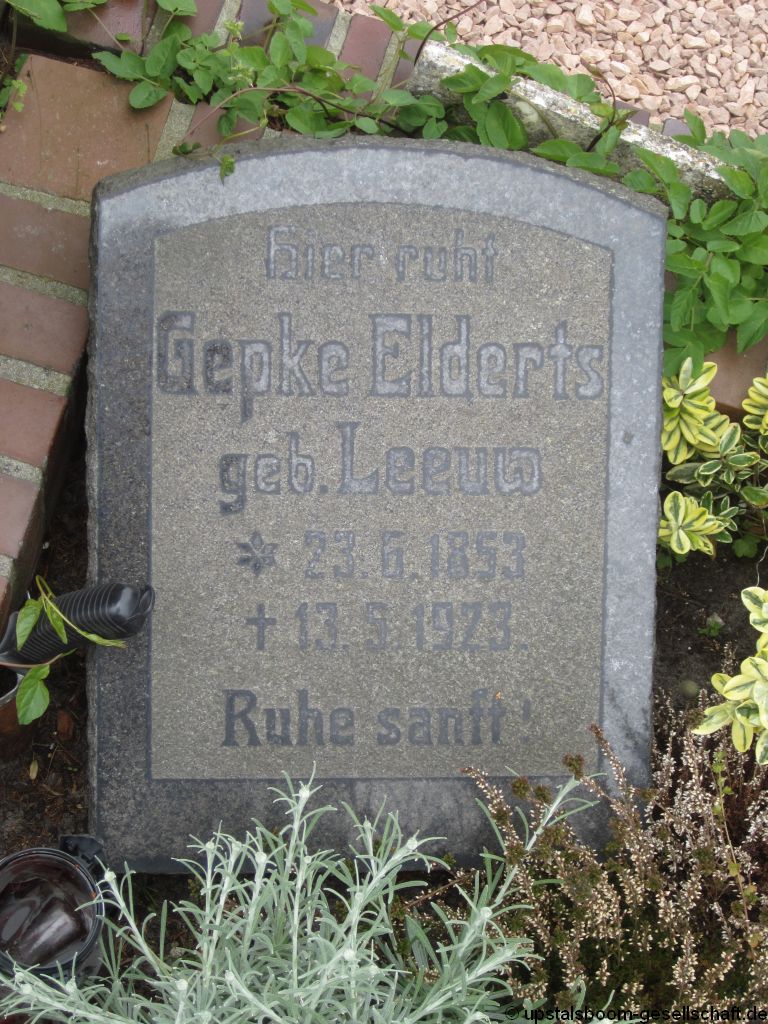 Hier ruht
Gepke Elderts
geb. Leeuw
* 23.6.1853
† 13.5.1923.
Ruhe sanft!
© upstalsboom-gesellschaft.de